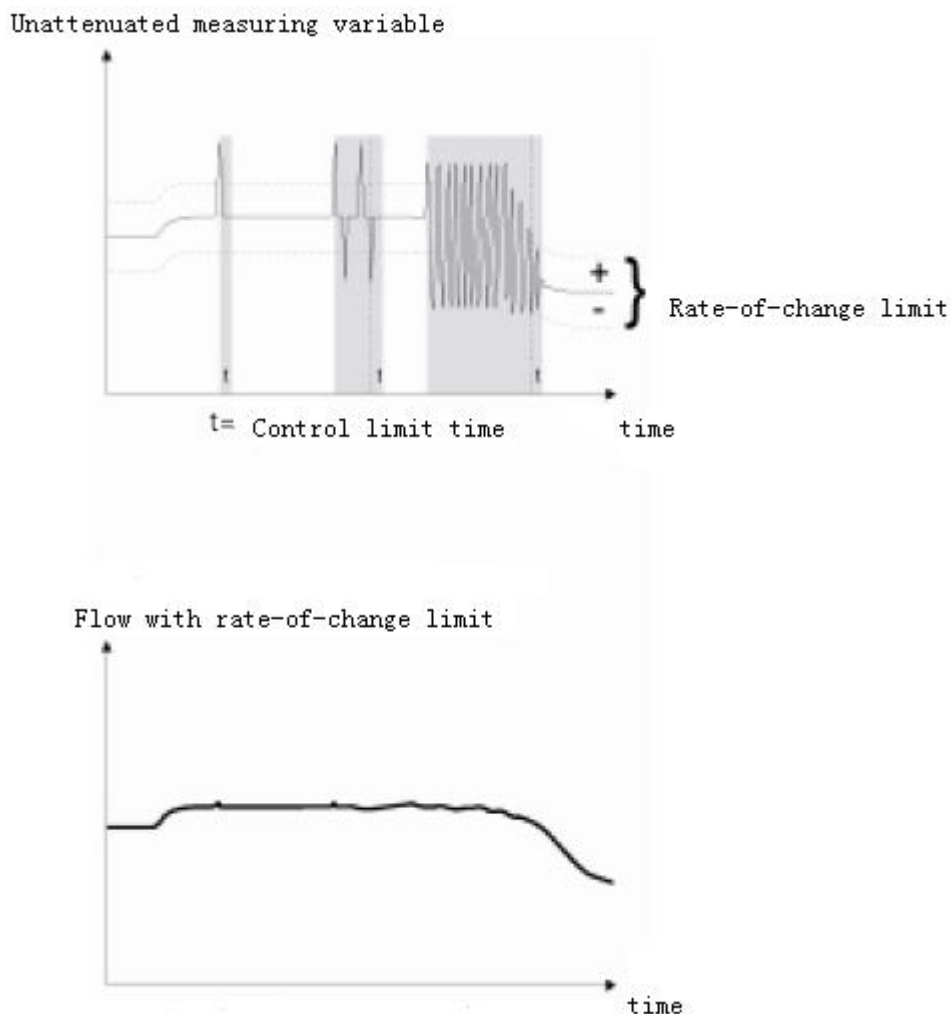 Unattenuated measuring variable
+
-
Rate-of-change limit
t
t
t
t= Control limit time
time
Flow with rate-of-change limit
time